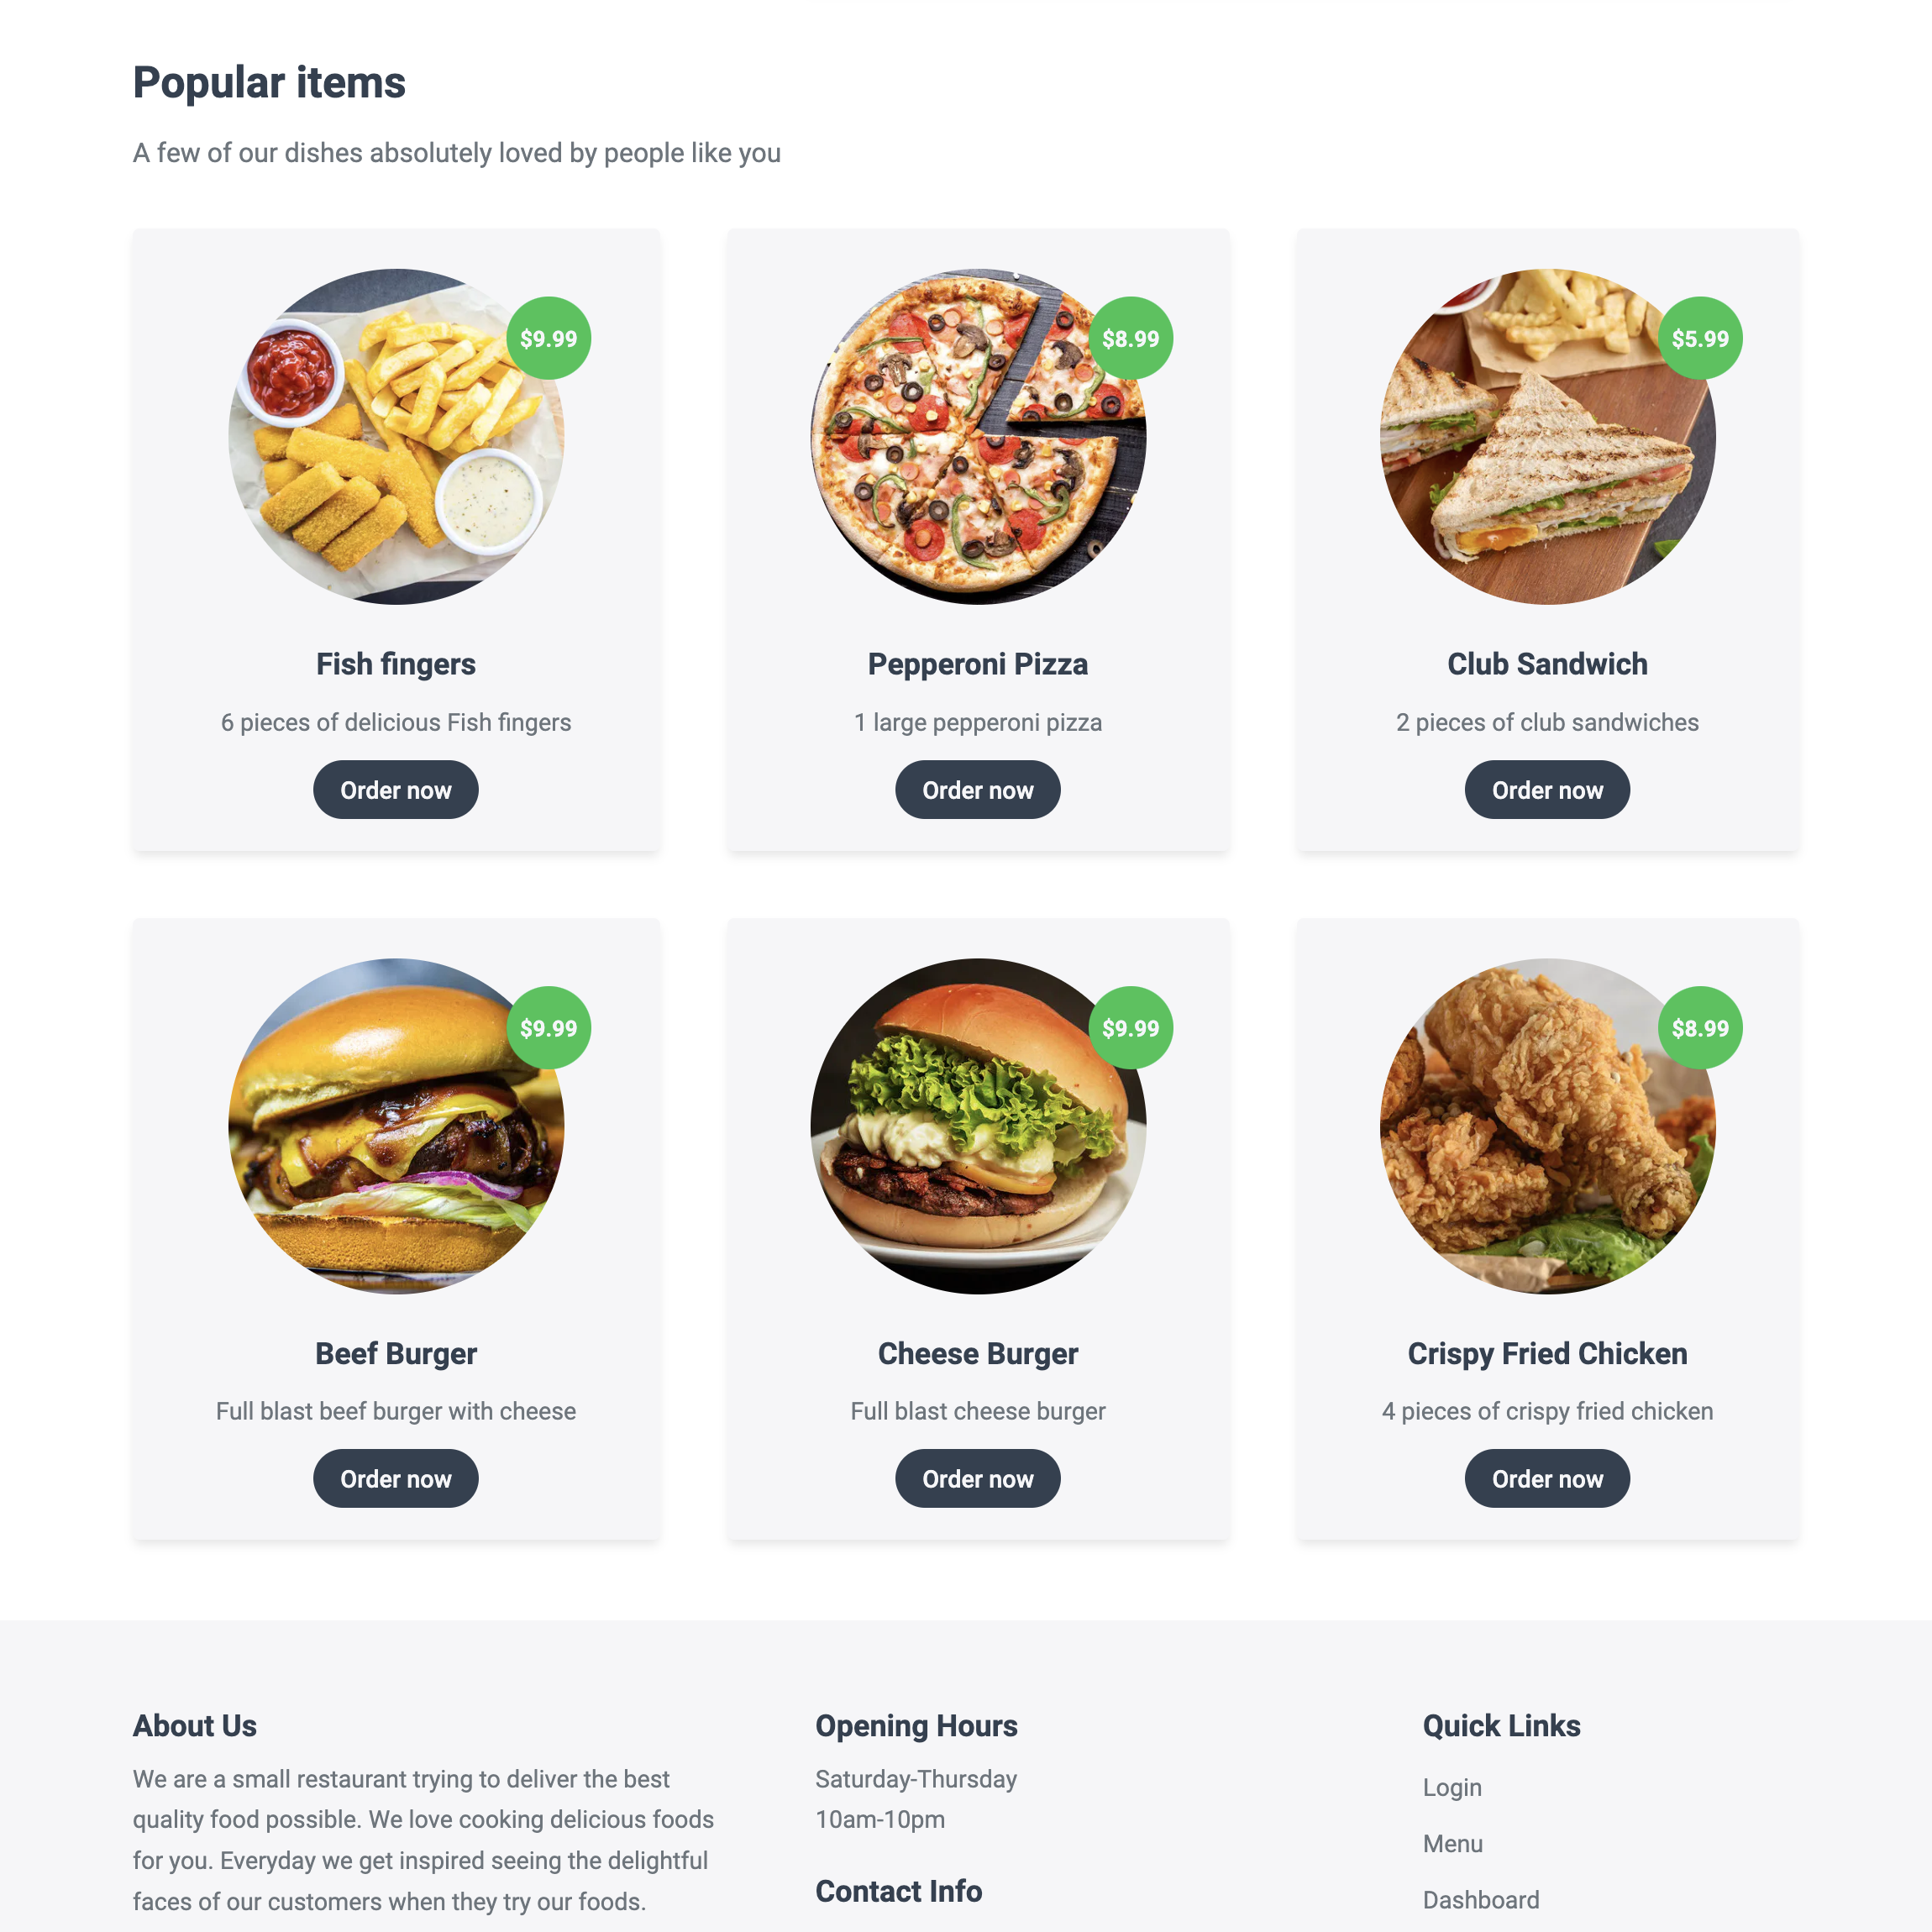 Popular items
A few of our dishes absolutely loved by people like you
$9.99
Fish fingers
6 pieces of delicious Fish fingers
Order now
$8.99
Pepperoni Pizza
1 large pepperoni pizza
Order now
$5.99
Club Sandwich
2 pieces of club sandwiches
Order now
$9.99
Beef Burger
Full blast beef burger with cheese
Order now
$9.99
Cheese Burger
Full blast cheese burger
Order now
$8.99
Crispy Fried Chicken
4 pieces of crispy fried chicken
Order now
About Us
We are a small restaurant trying to deliver the best
quality food possible. We love cooking delicious foods
for you. Everyday we get inspired seeing the delightful
faces of our customers when they try our foods.
Opening Hours
Saturday-Thursday
10am-10pm
Contact Info
Quick Links
Login
Menu
Dashboard